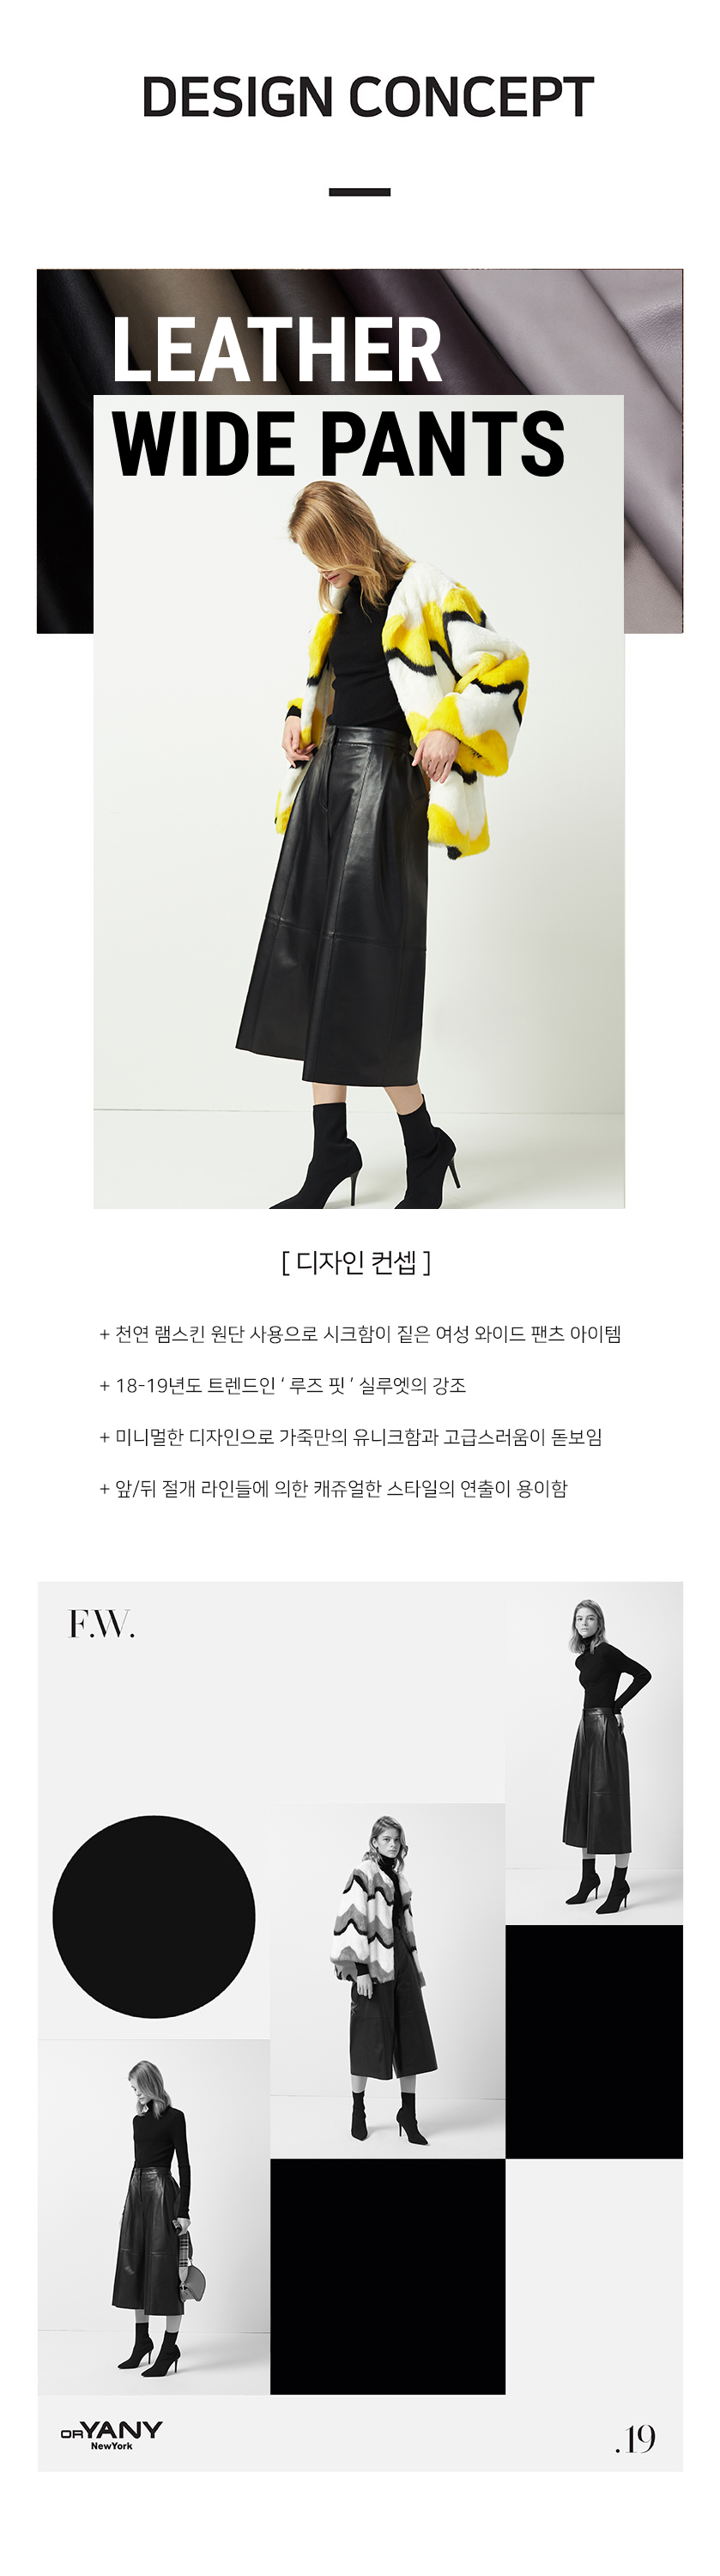 DESIGN CONCEPT
LEATHER
WIDE PANTS
[ 디자인 컨셉 ]
+ 천연 램스킨 원단 사용으로 시크함이 짙은 여성 와이드 팬츠 아이템
+ 18-19년도 트렌드인 ‘ 루즈 핏 ’ 실루엣의 강조
+ 미니멀한 디자인으로 가죽만의 유니크함과 고급스러움이 돋보임
+ 앞/뒤 절개 라인들에 의한 캐쥬얼한 스타일의 연출이 용이함
F.W.
orYANY
NewYork
.19